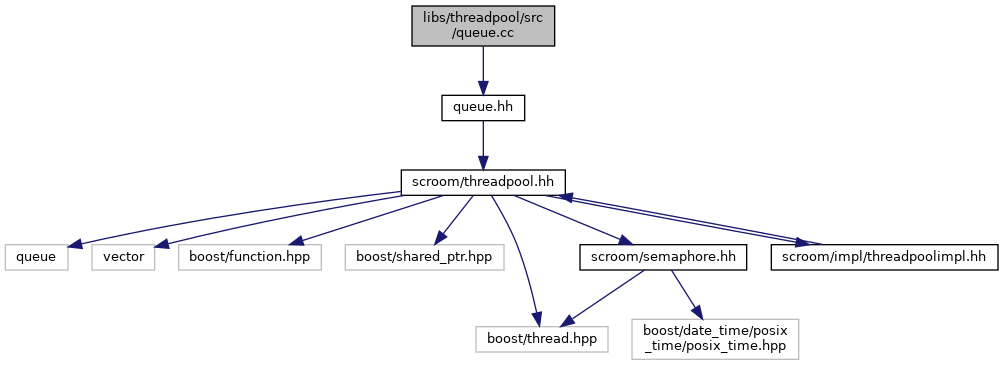 libs/threadpool/src
/queue.cc
queue.hh
scroom/threadpool.hh
queue
vector
boost/function.hpp
boost/shared_ptr.hpp
scroom/semaphore.hh
scroom/impl/threadpoolimpl.hh
boost/thread.hpp
boost/date_time/posix
_time/posix_time.hpp